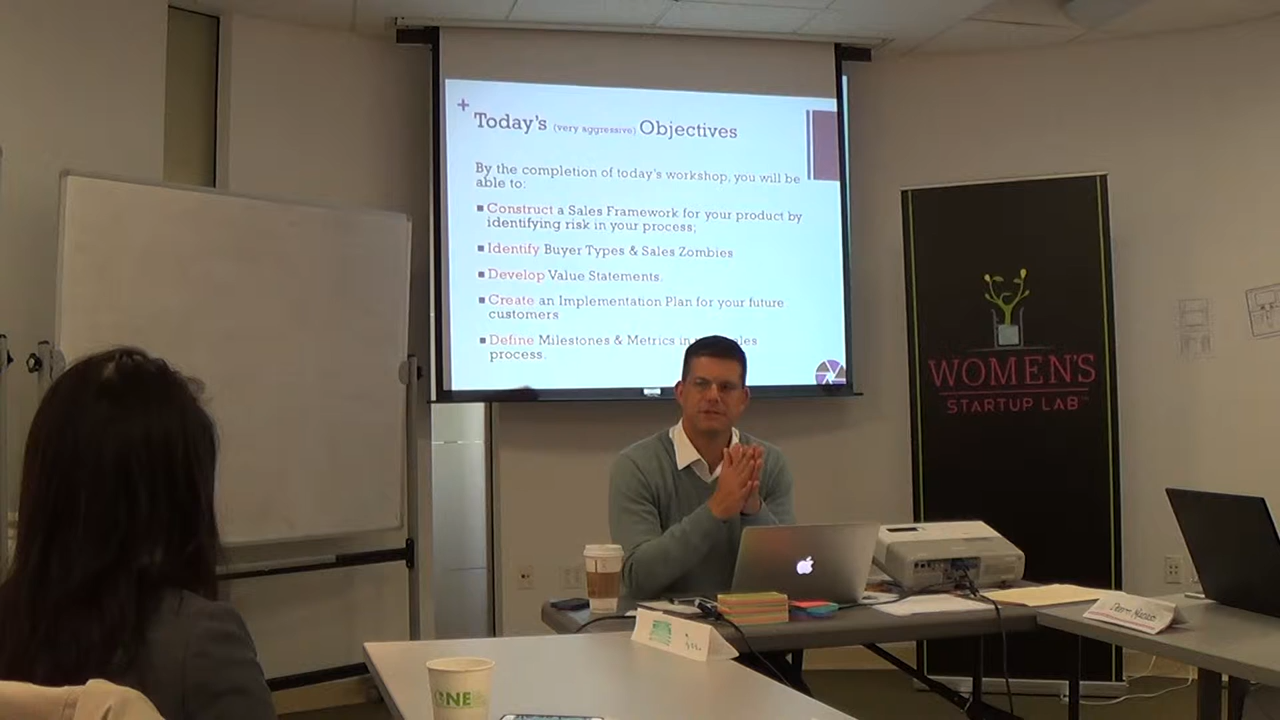 +
Today's (very aggressive) Objectives
By the completion of today's workshop, you will be
able to:
■ Construct a Sales Framework for your product by
identifying risk in your process;
■ Identify Buyer Types & Sales Zombies
■ Develop Value Statements.
■ Create an Implementation Plan for your future
customers
■ Define Milestones & Metrics in
process.
WOMEN'S
STARTUP LAB™